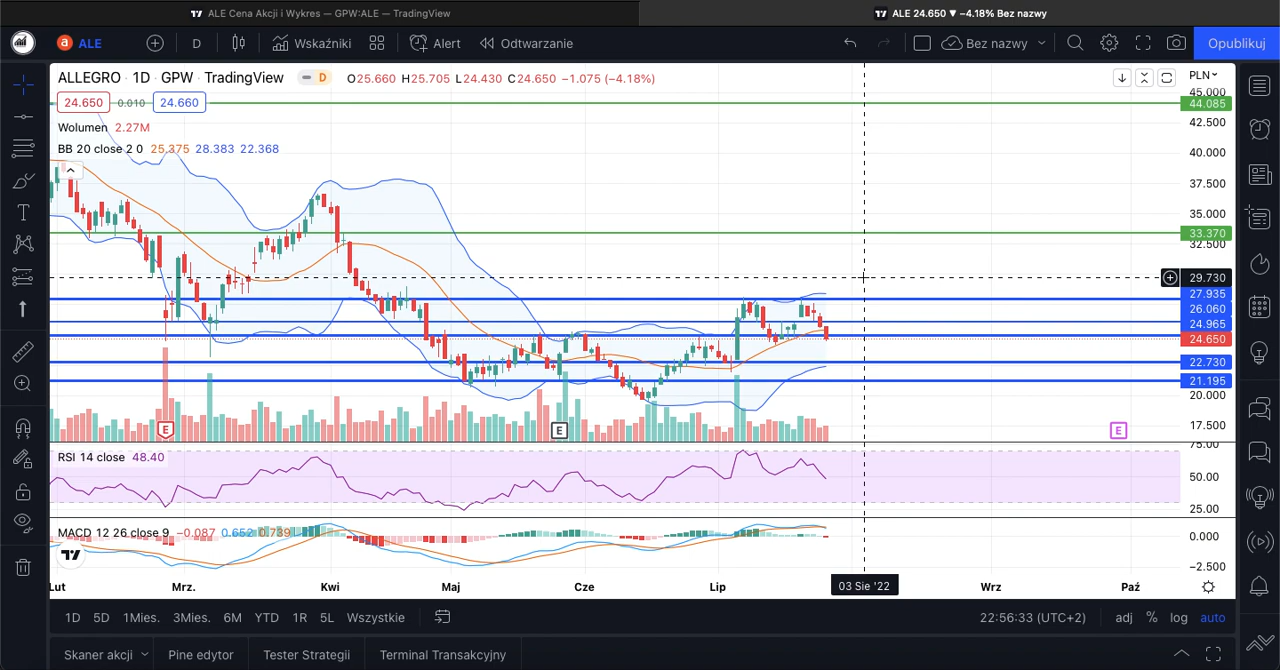 ALE Cena Akcji i Wykres — GPW:ALE — TradingView
ALE 24.650 ▼ −4.18% Bez nazwy
a ALE D Wskaźniki Alert Odtwarzanie Bez nazwy Opublikuj
ALLEGRO · 1D · GPW · TradingView D O25.660 H25.705 L24.430 C24.650 −1.075 (−4.18%)
PLN
24.650 0.010 24.660
Wolumen 2.27M
BB 20 close 2 0 25.375 28.383 22.368
45.000
44.085
42.500
40.000
37.500
35.000
33.370
32.500
29.730
27.935
26.060
24.965
24.650
22.730
21.195
20.000
17.500
E E E
RSI 14 close 48.40
75.00
50.00
25.00
MACD 12 26 close 9 −0.087 0.652 0.739
0.000
−2.500
Lut Mrz. Kwi Maj Cze Lip 03 Sie '22 Wrz Paź
1D 5D 1Mies. 3Mies. 6M YTD 1R 5L Wszystkie 22:56:33 (UTC+2) adj % log auto
Skaner akcji Pine edytor Tester Strategii Terminal Transakcyjny